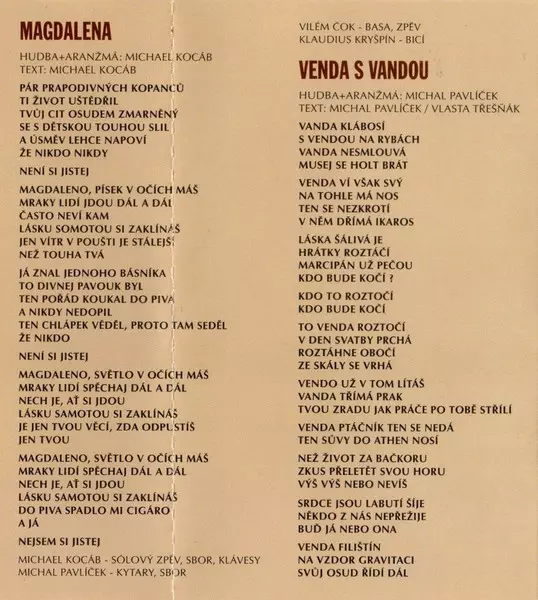 MAGDALENA
HUDBA+ARANŽMÁ: MICHAEL KOCÁB
TEXT: MICHAEL KOCÁB
PÁR PRAPODIVNÝCH KOPANCŮ
TI ŽIVOT UŠTĚDŘIL
TVŮJ CIT OSUDEM ZMARNĚNÝ
SE S DĚTSKOU TOUHOU SLIL
A ÚSMĚV LEHCE NAPOVÍ
ŽE NIKDO NIKDY
NENÍ SI JISTEJ
MAGDALENO, PÍSEK V OČÍCH MÁŠ
MRAKY LIDÍ JDOU DÁL A DÁL
ČASTO NEVÍ KAM
LÁSKU SOMOTOU SI ZAKLÍNÁŠ
JEN VÍTR V POUŠTI JE STÁLEJŠÍ
NEŽ TOUHA TVÁ
JÁ ZNAL JEDNOHO BÁSNÍKA
TO DIVNEJ PAVOUK BYL
TEN POŘÁD KOUKAL DO PIVA
A NIKDY NEDOPIL
TEN CHLÁPEK VĚDĚL, PROTO TAM SEDĚL
ŽE NIKDO
NENÍ SI JISTEJ
MAGDALENO, SVĚTLO V OČÍCH MÁŠ
MRAKY LIDÍ SPĚCHAJ DÁL A DÁL
NECH JE, AŤ SI JDOU
LÁSKU SAMOTOU SI ZAKLÍNÁŠ
JE JEN TVOU VĚCÍ, ZDA ODPUSTÍŠ
JEN TVOU
MAGDALENO, SVĚTLO V OČÍCH MÁŠ
MRAKY LIDÍ SPĚCHAJ DÁL A DÁL
NECH JE, AŤ SI JDOU
LÁSKU SAMOTOU SI ZAKLÍNÁŠ
DO PIVA SPADLO MI CIGÁRO
A JÁ
NEJSEM SI JISTEJ
MICHAEL KOCÁB - SÓLOVÝ ZPĚV, SBOR, KLÁVESY
MICHAL PAVLÍČEK - KYTARY, SBOR
VILÉM ČOK - BASA, ZPĚV
KLAUDIUS KRYŠPÍN - BICÍ
VENDA S VANDOU
HUDBA+ARANŽMÁ: MICHAL PAVLÍČEK
TEXT: MICHAL PAVLÍČEK / VLASTA TŘEŠŇÁK
VANDA KLÁBOSÍ
S VENDOU NA RYBÁCH
VANDA NESMLOUVÁ
MUSEJ SE HOLT BRÁT
VENDA VÍ VŠAK SVÝ
NA TOHLE MÁ NOS
TEN SE NEZKROTÍ
V NĚM DŘÍMÁ IKAROS
LÁSKA ŠÁLIVÁ JE
HRÁTKY ROZTÁČÍ
MARCIPÁN UŽ PEČOU
KDO BUDE KOČÍ ?
KDO TO ROZTOČÍ
KDO BUDE KOČÍ
TO VENDA ROZTOČÍ
V DEN SVATBY PRCHÁ
ROZTÁHNE OBOČÍ
ZE SKÁLY SE VRHÁ
VENDO UŽ V TOM LÍTÁŠ
VANDA TŘÍMÁ PRAK
TVOU ZRADU JAK PRÁČE PO TOBĚ STŘÍLÍ
VENDA PTÁČNÍK TEN SE NEDÁ
TEN SŮVY DO ATHEN NOSÍ
NEŽ ŽIVOT ZA BAČKORU
ZKUS PŘELETĚT SVOU HORU
VÝŠ VÝŠ NEBO NEVÍŠ
SRDCE JSOU LABUTÍ ŠÍJE
NĚKDO Z NÁS NEPŘEŽIJE
BUĎ JÁ NEBO ONA
VENDA FILIŠTÍN
NA VZDOR GRAVITACI
SVŮJ OSUD ŘÍDÍ DÁL